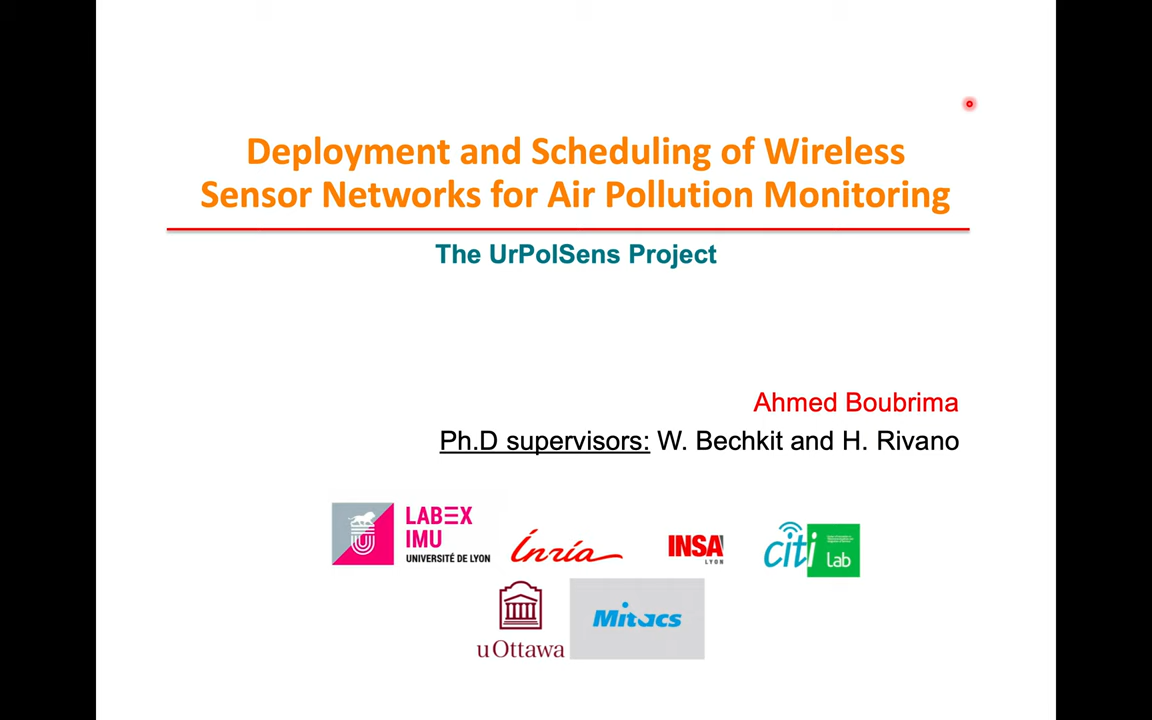 Deployment and Scheduling of Wireless
Sensor Networks for Air Pollution Monitoring
The UrPolSens Project
Ahmed Boubrima
Ph.D supervisors: W. Bechkit and H. Rivano
LABEX
IMU
UNIVERSITÉ DE LYON
Inria
INSA
LYON
citi
Lab
uOttawa
Mitacs